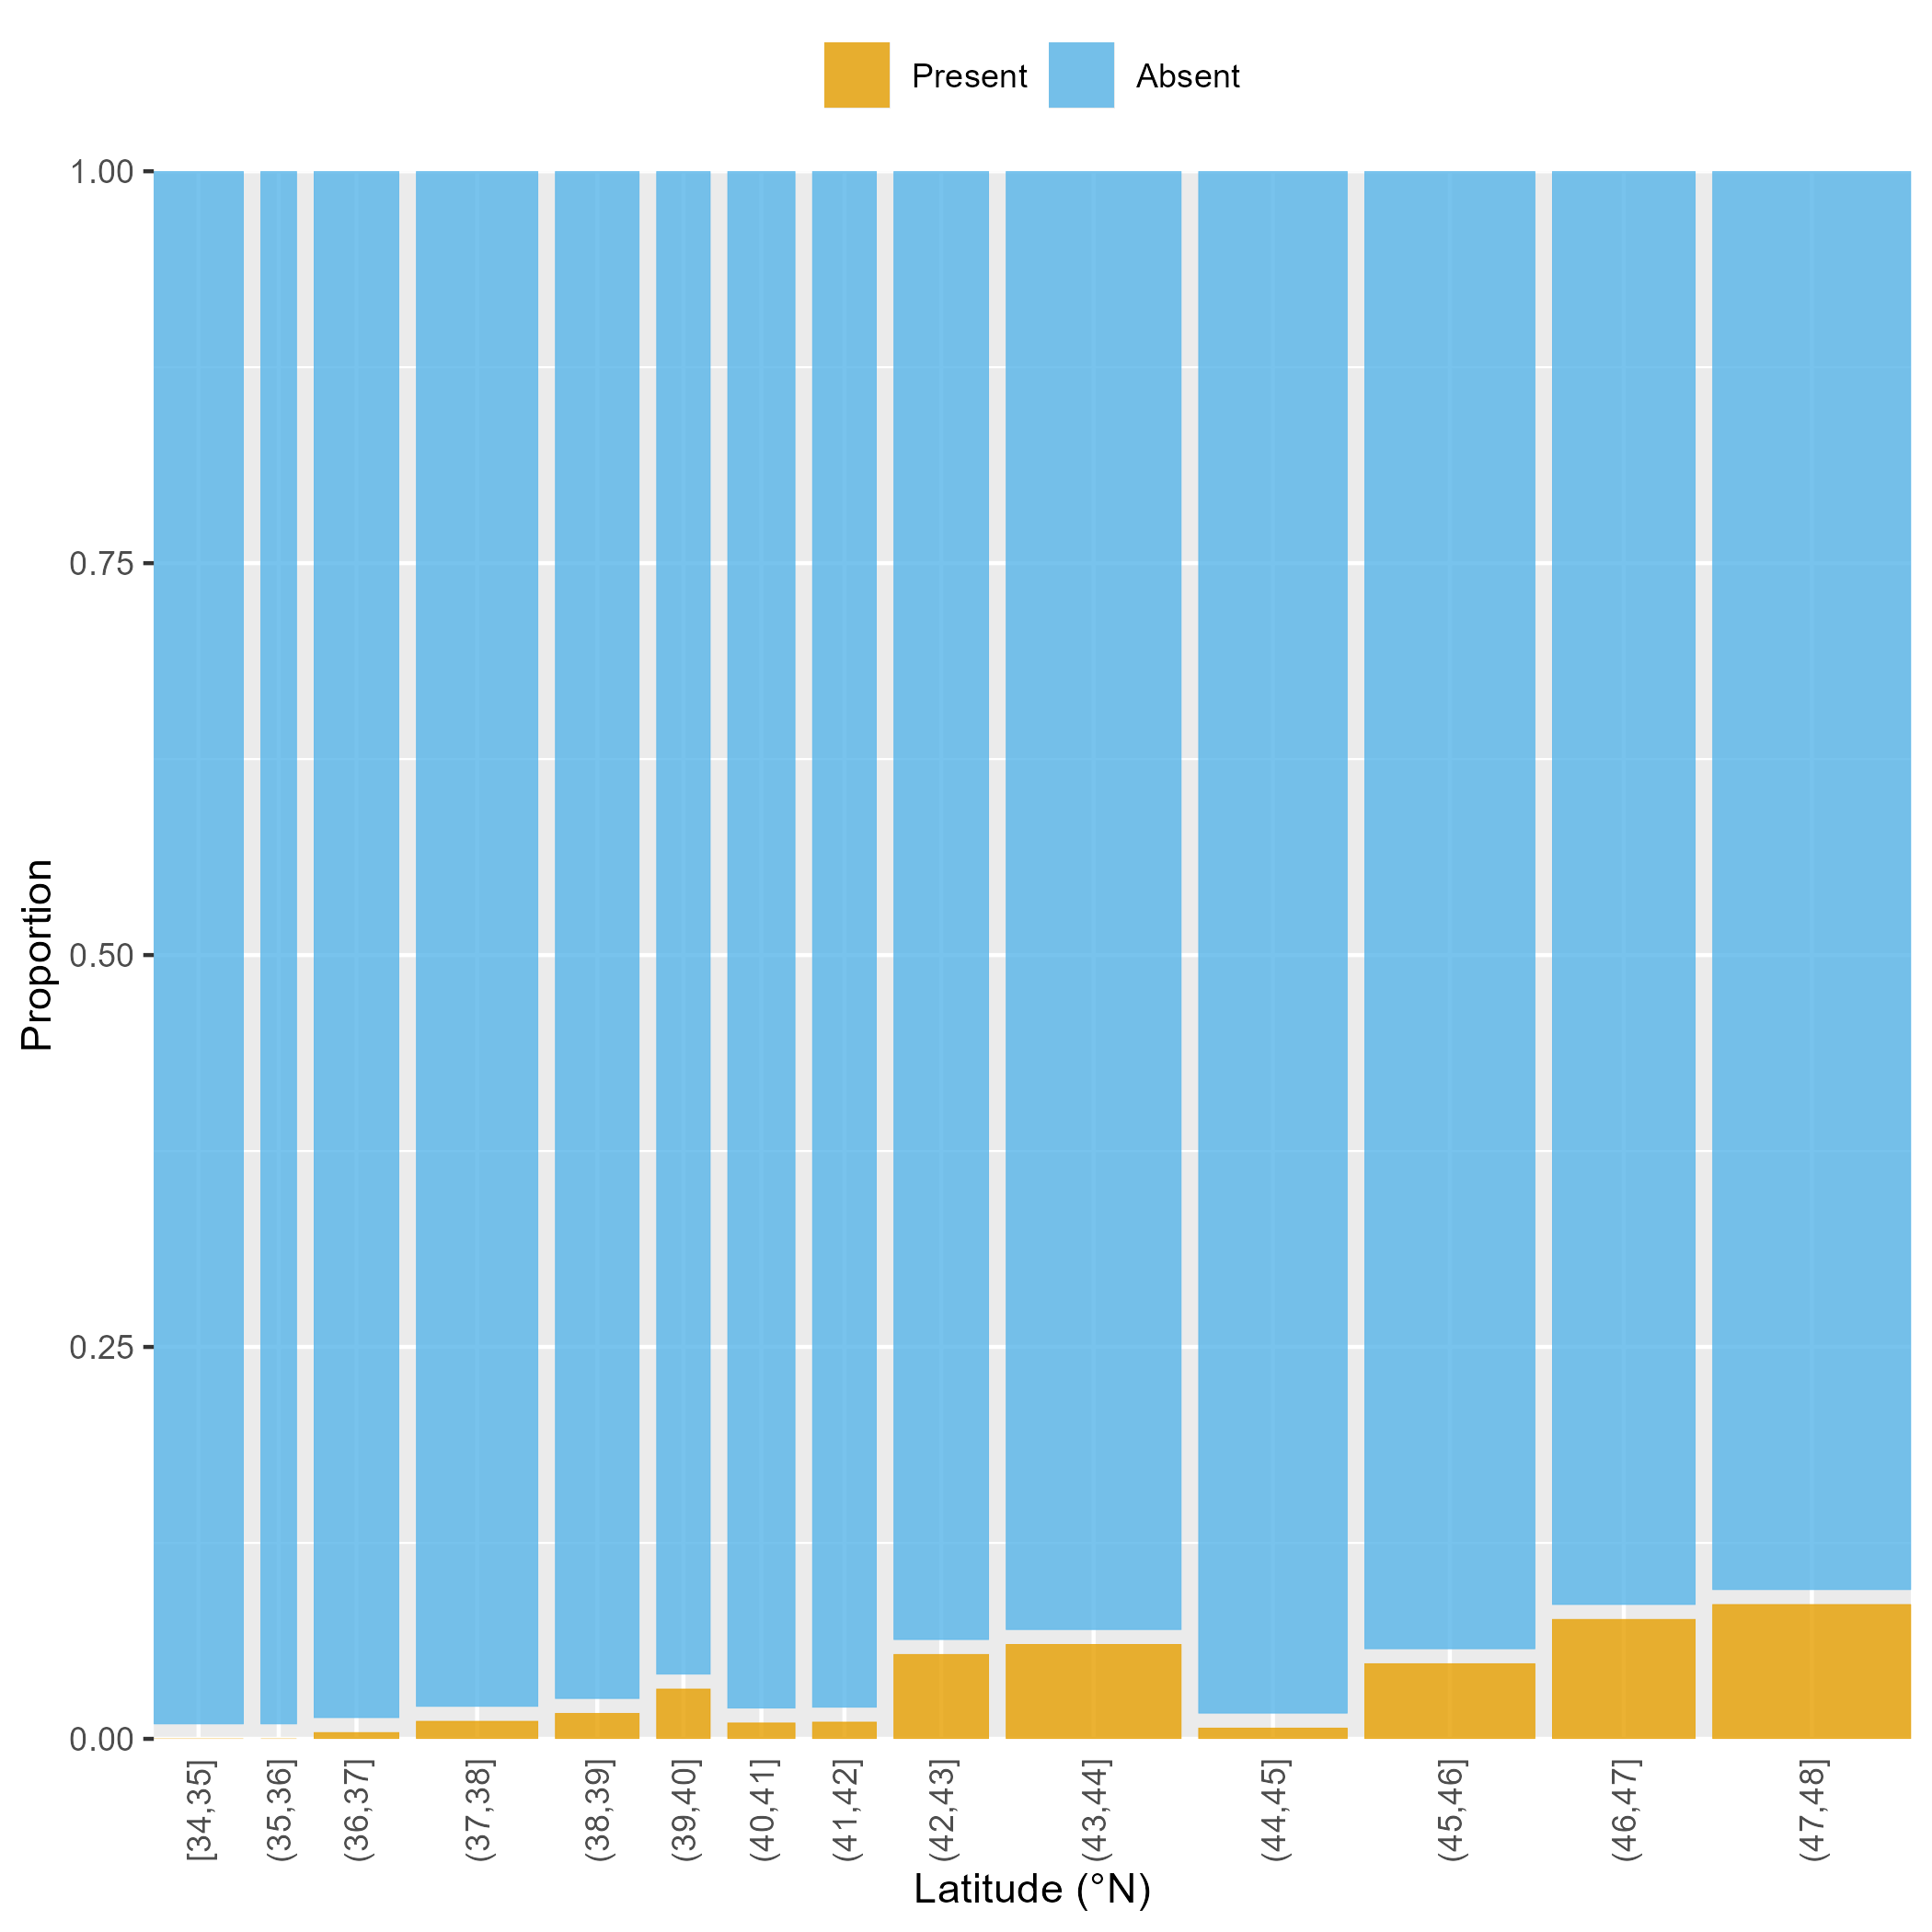 Present Absent
1.00
0.75
0.50
0.25
0.00
Proportion
[34,35] (35,36] (36,37] (37,38] (38,39] (39,40] (40,41] (41,42] (42,43] (43,44] (44,45] (45,46] (46,47] (47,48]
Latitude (°N)